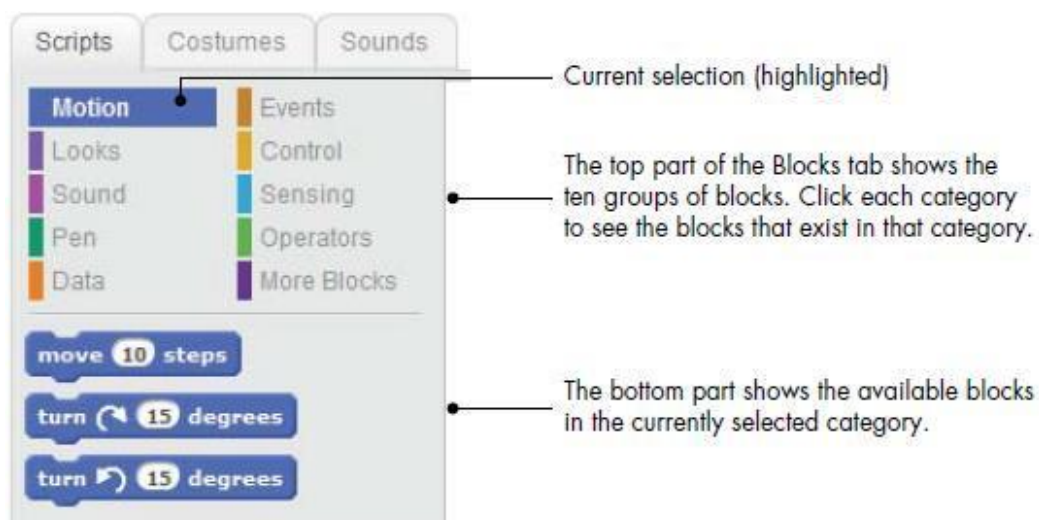 Scripts Costumes Sounds
Motion Events
Looks Control
Sound Sensing
Pen Operators
Data More Blocks
move 10 steps
turn 15 degrees
turn 15 degrees
Current selection (highlighted)
The top part of the Blocks tab shows the
ten groups of blocks. Click each category
to see the blocks that exist in that category.
The bottom part shows the available blocks
in the currently selected category.